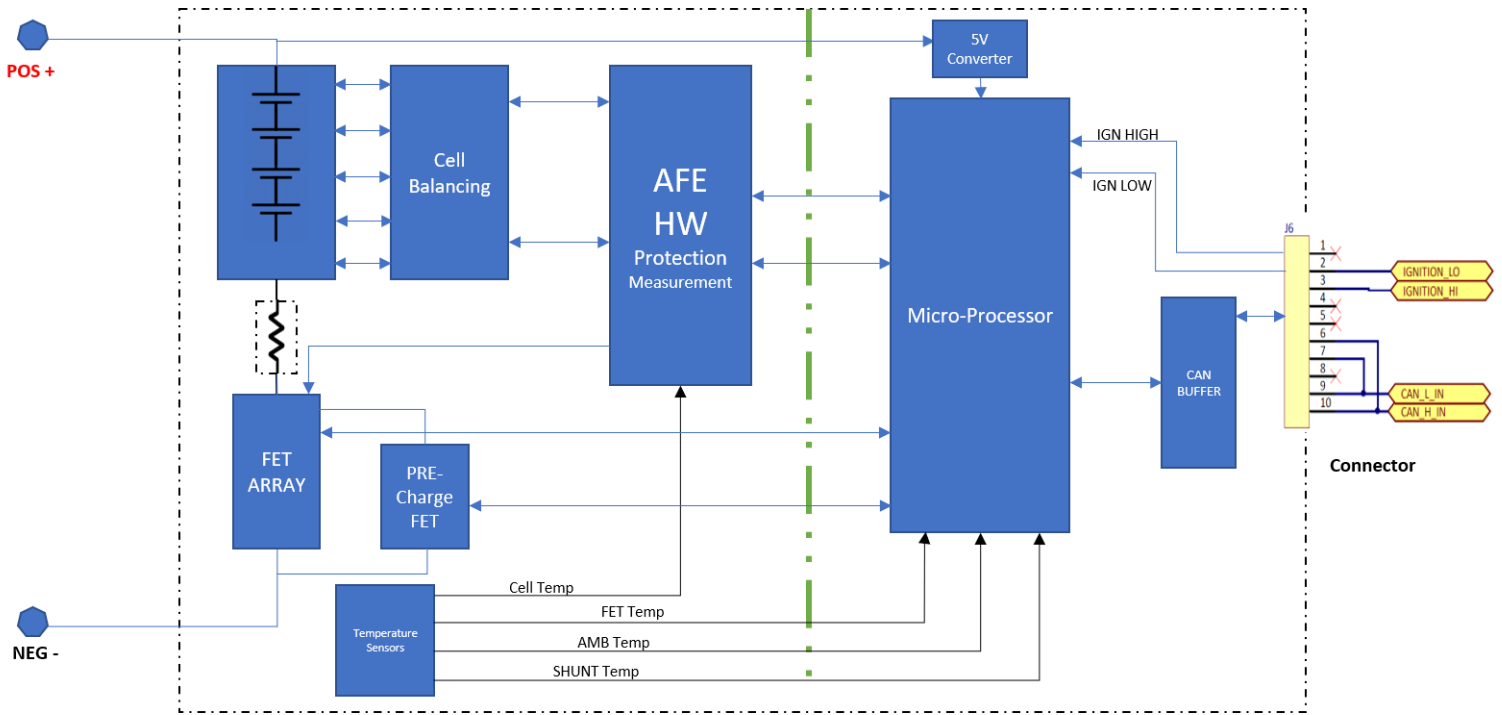 POS +
5V
Converter
Cell
Balancing
AFE
HW
Protection
Measurement
IGN HIGH
IGN LOW
Micro-Processor
J6
1
2
3
4
5
6
7
8
9
10
IGNITION_LO
IGNITION_HI
CAN_L_IN
CAN_H_IN
CAN
BUFFER
Connector
FET
ARRAY
PRE-
Charge
FET
Temperature
Sensors
Cell Temp
FET Temp
AMB Temp
SHUNT Temp
NEG -